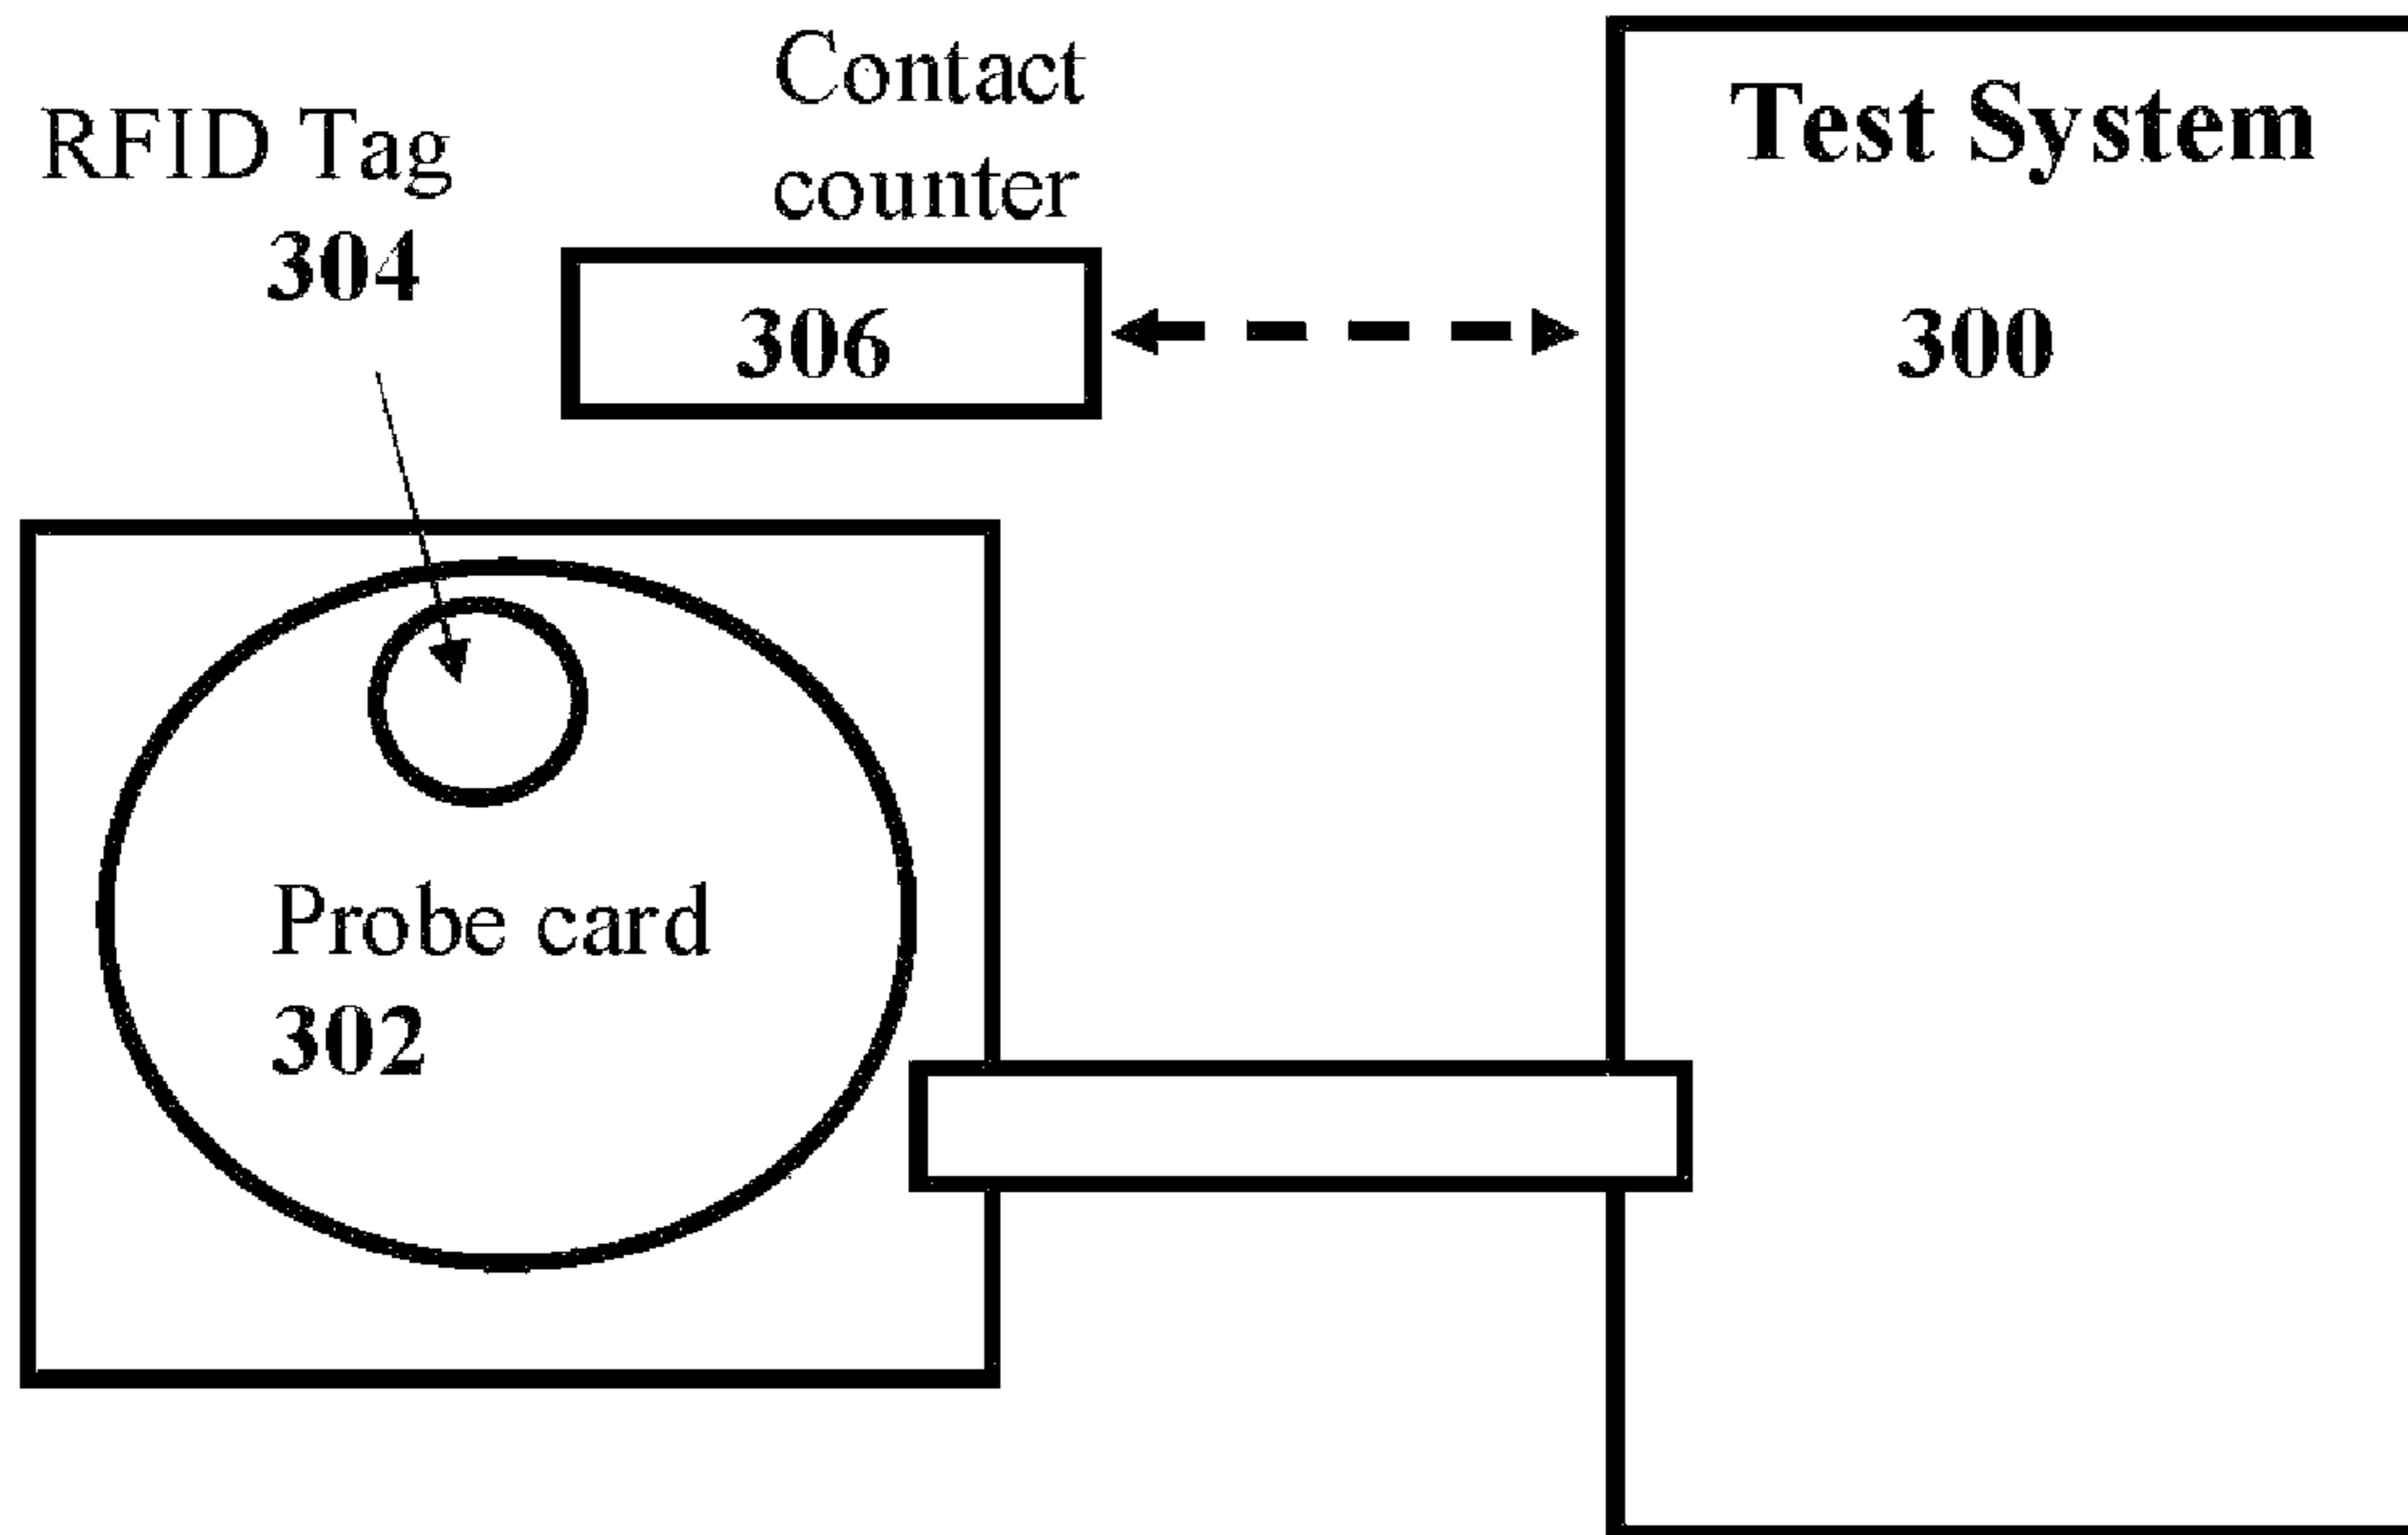 RFID Tag
304
Contact
counter
306
Test System
300
Probe card
302